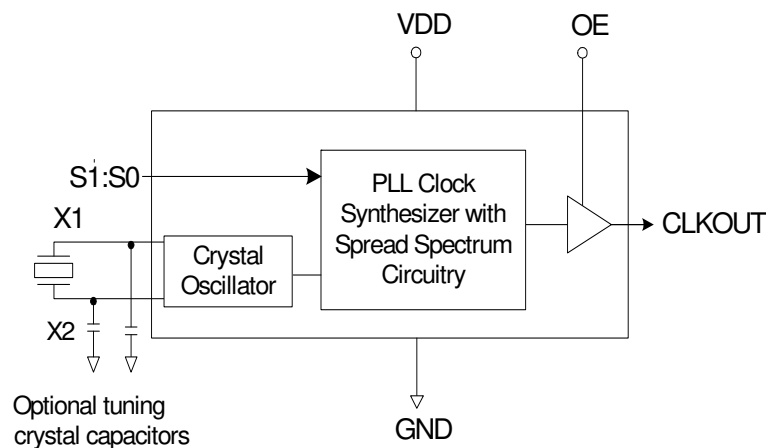 VDD
OE
S1:S0
PLL Clock
Synthesizer with
Spread Spectrum
Circuitry
X1
CLKOUT
Crystal
Oscillator
X2
Optional tuning
crystal capacitors
GND